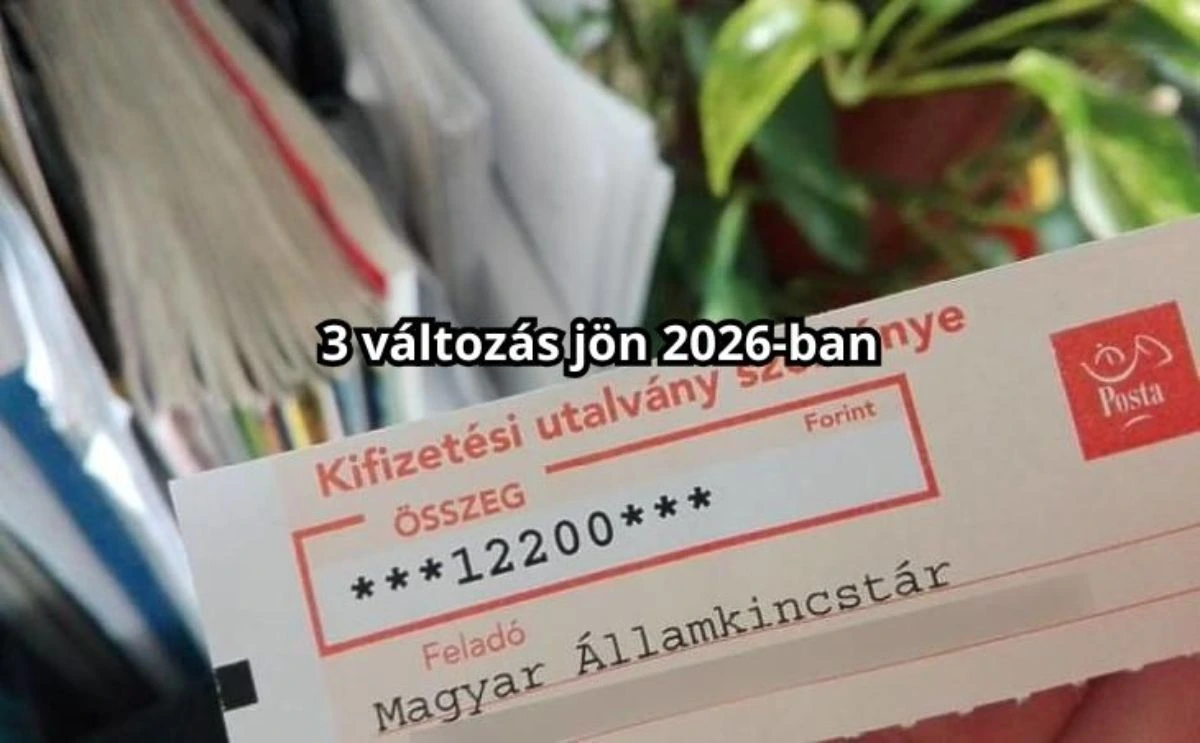 3 változás jön 2026-ban
Kifizetési utalvány
Forint
ÖSSZEG
***12200***
Feladó
Magyar Államkincstár
Posta